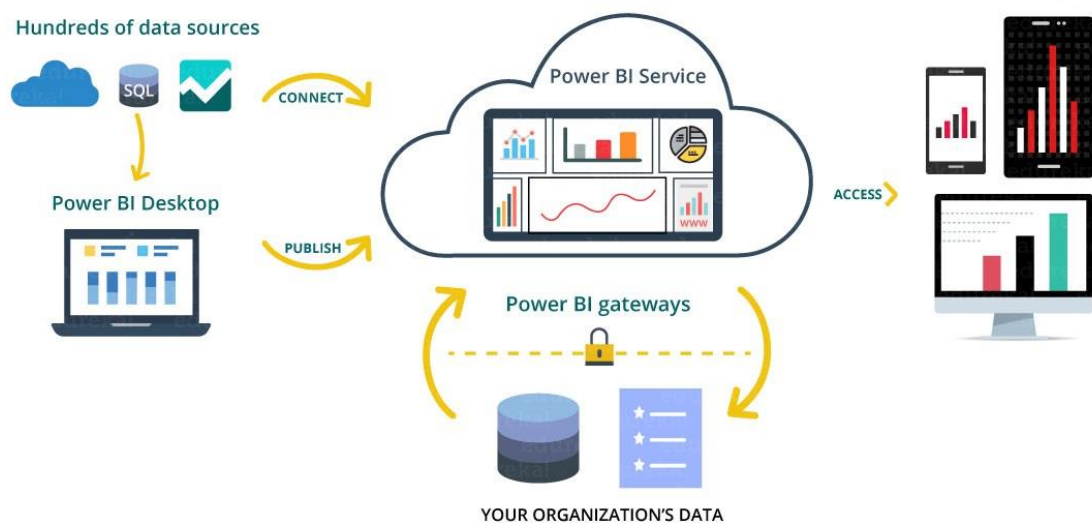 Hundreds of data sources
SQL
CONNECT
Power BI Service
WWW
Power BI Desktop
PUBLISH
ACCESS
Power BI gateways
YOUR ORGANIZATION'S DATA